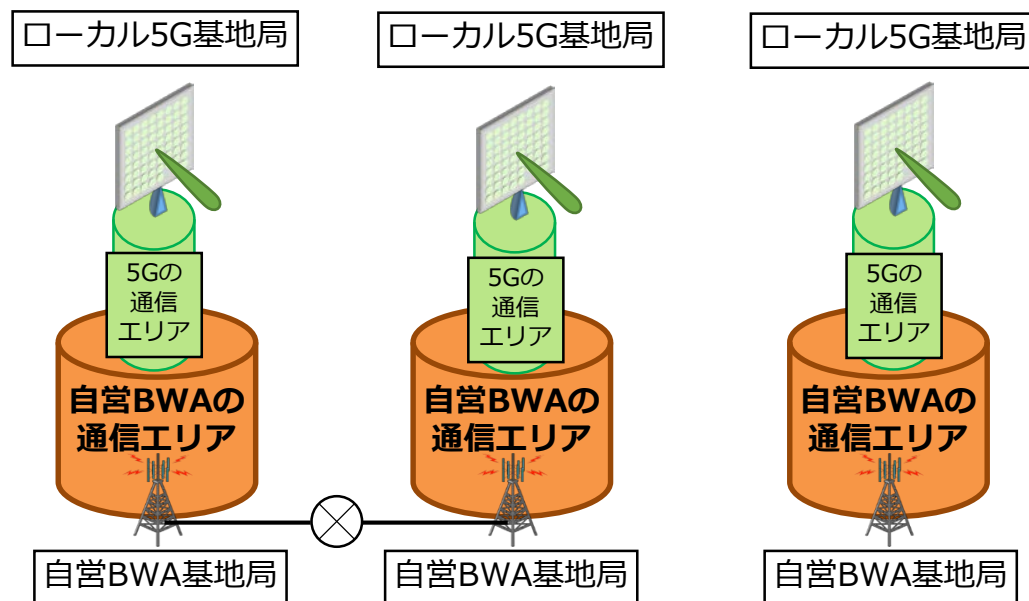 ローカル5G基地局
ローカル5G基地局
ローカル5G基地局
5Gの
通信
エリア
5Gの
通信
エリア
5Gの
通信
エリア
自営BWAの
通信エリア
自営BWAの
通信エリア
自営BWAの
通信エリア
自営BWA基地局
自営BWA基地局
自営BWA基地局